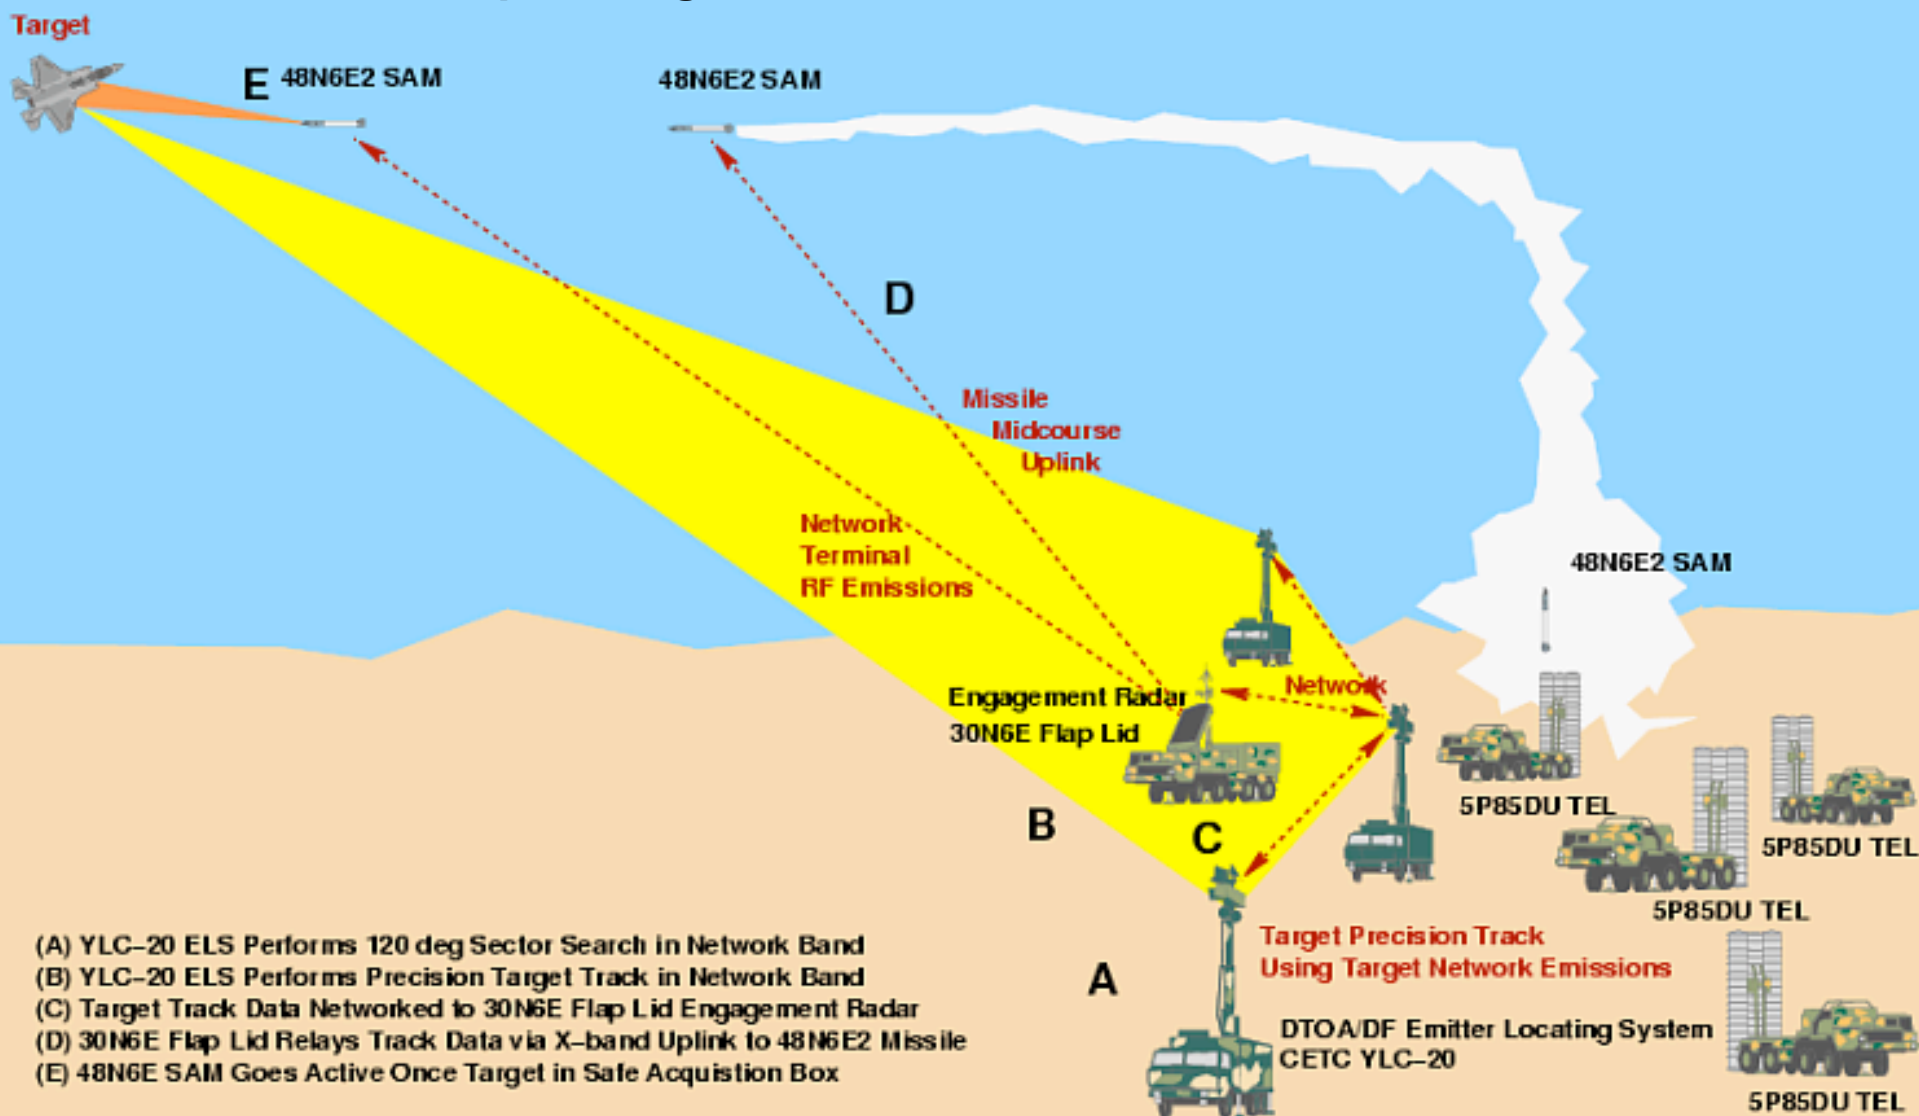 Target
E 48N6E2 SAM
48N6E2 SAM
D
Missile
Midcourse
Uplink
Network
Terminal
RF Emissions
48N6E2 SAM
Engagement Radar
30N6E Flap Lid
Network
5P85DU TEL
5P85DU TEL
5P85DU TEL
B
C
A
Target Precision Track
Using Target Network Emissions
DTOA/DF Emitter Locating System
CETC YLC-20
5P85DU TEL
(A) YLC-20 ELS Performs 120 deg Sector Search in Network Band
(B) YLC-20 ELS Performs Precision Target Track in Network Band
(C) Target Track Data Networked to 30N6E Flap Lid Engagement Radar
(D) 30N6E Flap Lid Relays Track Data via X-band Uplink to 48N6E2 Missile
(E) 48N6E SAM Goes Active Once Target in Safe Acquistion Box